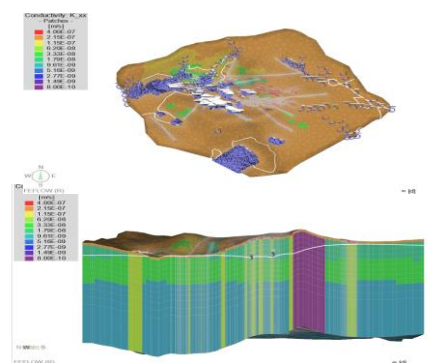 Conductivity_K_xx
- Patches -
[m/s]
4.00E-07
2.15E-07
1.15E-07
6.20E-08
3.33E-08
1.79E-08
9.61E-09
5.16E-09
2.77E-09
1.49E-09
8.00E-10
N
W E
S
FEFLOW (R)
[d]
[m/s]
4.00E-07
2.15E-07
1.15E-07
6.20E-08
3.33E-08
1.79E-08
9.61E-09
5.16E-09
2.77E-09
1.49E-09
8.00E-10
FEFLOW (R)
[d]